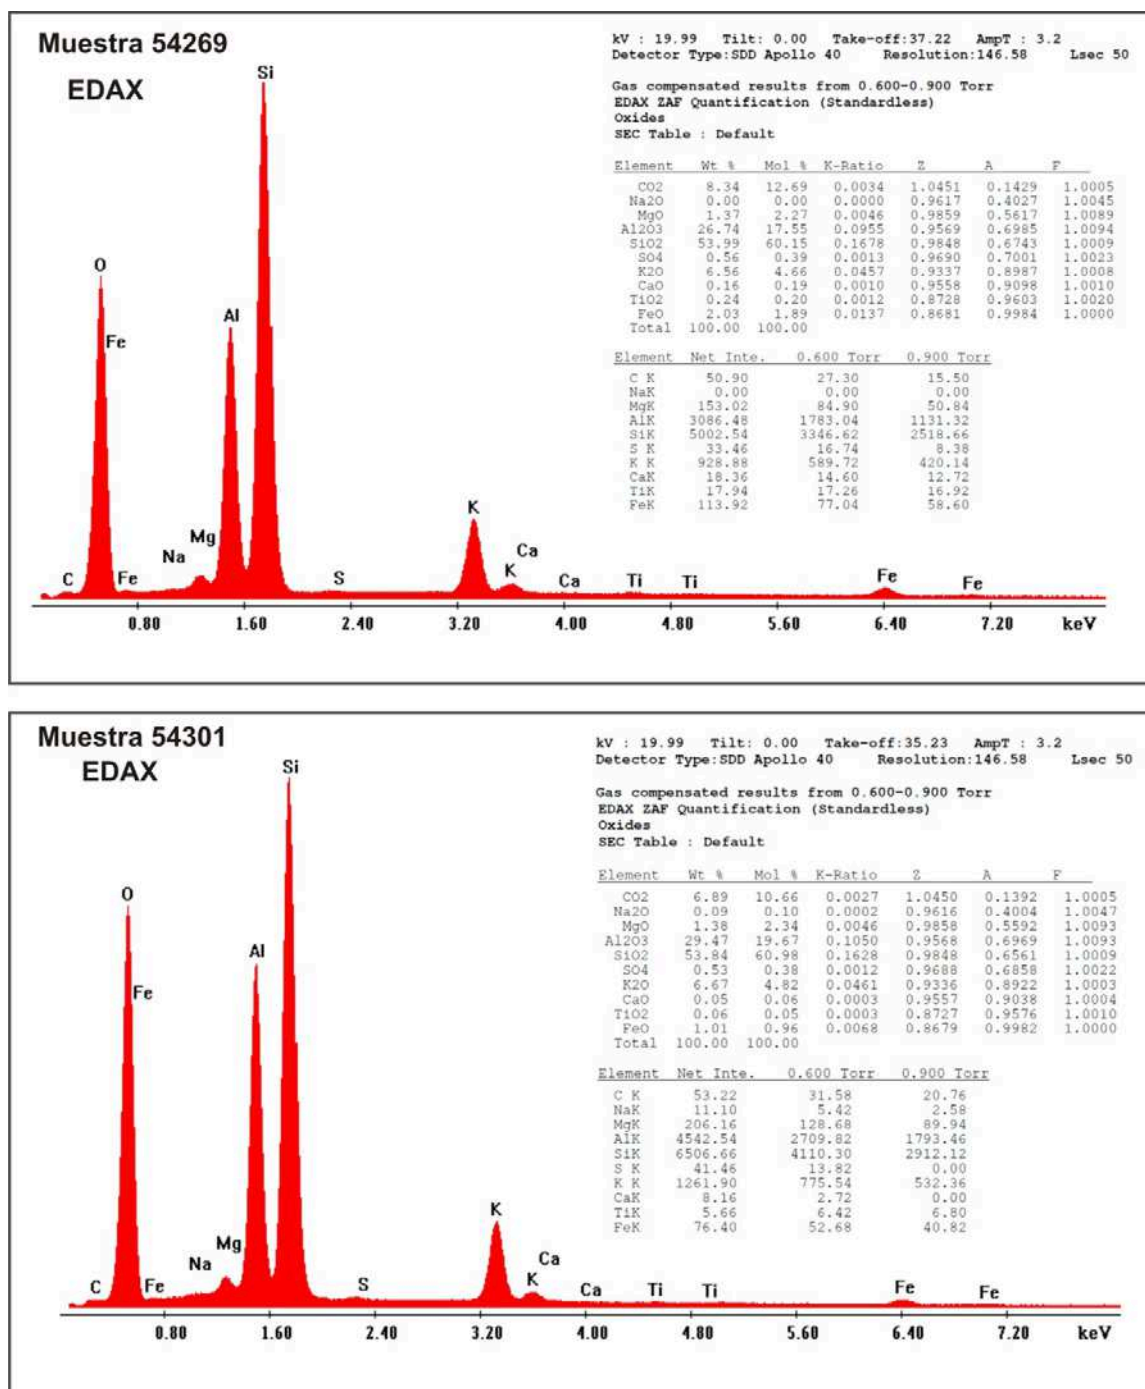 Muestra 54269
EDAX
kV : 19.99 Tilt: 0.00 Take-off:37.22 AmpT : 3.2
Detector Type:SDD Apollo 40 Resolution:146.58 Lsec 50
Gas compensated results from 0.600-0.900 Torr
EDAX ZAF Quantification (Standardless)
Oxides
SEC Table : Default
Element Wt % Mol % K-Ratio Z A F
CO2 8.34 12.69 0.0034 1.0451 0.1429 1.0005
Na2O 0.00 0.00 0.0000 0.9617 0.4027 1.0045
MgO 1.37 2.27 0.0046 0.9859 0.5617 1.0089
Al2O3 26.74 17.55 0.0955 0.9569 0.6985 1.0094
SiO2 53.99 60.15 0.1678 0.9848 0.6743 1.0009
SO4 0.56 0.39 0.0013 0.9690 0.7001 1.0023
K2O 6.56 4.66 0.0457 0.9337 0.8987 1.0008
CaO 0.16 0.19 0.0010 0.9558 0.9098 1.0010
TiO2 0.24 0.20 0.0012 0.8728 0.9603 1.0020
FeO 2.03 1.89 0.0137 0.8681 0.9984 1.0000
Total 100.00 100.00
Element Net Inte. 0.600 Torr 0.900 Torr
C K 50.90 27.30 15.50
NaK 0.00 0.00 0.00
MgK 153.02 84.90 50.84
AlK 3086.48 1783.04 1131.32
SiK 5002.54 3346.62 2518.66
S K 33.46 16.74 8.38
K K 928.88 589.72 420.14
CaK 18.36 14.60 12.72
TiK 17.94 17.26 16.92
FeK 113.92 77.04 58.60
Si
O
Al
Fe
K
Na Mg Ca
C Fe S K Ca Ti Ti Fe Fe
0.80 1.60 2.40 3.20 4.00 4.80 5.60 6.40 7.20 keV
Muestra 54301
EDAX
kV : 19.99 Tilt: 0.00 Take-off:35.23 AmpT : 3.2
Detector Type:SDD Apollo 40 Resolution:146.58 Lsec 50
Gas compensated results from 0.600-0.900 Torr
EDAX ZAF Quantification (Standardless)
Oxides
SEC Table : Default
Element Wt % Mol % K-Ratio Z A F
CO2 6.89 10.66 0.0027 1.0450 0.1392 1.0005
Na2O 0.09 0.10 0.0002 0.9616 0.4004 1.0047
MgO 1.38 2.34 0.0046 0.9858 0.5592 1.0093
Al2O3 29.47 19.67 0.1050 0.9568 0.6969 1.0093
SiO2 53.84 60.98 0.1628 0.9848 0.6561 1.0009
SO4 0.53 0.38 0.0012 0.9688 0.6858 1.0022
K2O 6.67 4.82 0.0461 0.9336 0.8922 1.0003
CaO 0.05 0.06 0.0003 0.9557 0.9038 1.0004
TiO2 0.06 0.05 0.0003 0.8727 0.9576 1.0010
FeO 1.01 0.96 0.0068 0.8679 0.9982 1.0000
Total 100.00 100.00
Element Net Inte. 0.600 Torr 0.900 Torr
C K 53.22 31.58 20.76
NaK 11.10 5.42 2.58
MgK 206.16 128.68 89.94
AlK 4542.54 2709.82 1793.46
SiK 6506.66 4110.30 2912.12
S K 41.46 13.82 0.00
K K 1261.90 775.54 532.36
CaK 8.16 2.72 0.00
TiK 5.66 6.42 6.80
FeK 76.40 52.68 40.82
Si
O
Al
Fe
K
Na Mg Ca
C Fe S K Ca Ti Ti Fe Fe
0.80 1.60 2.40 3.20 4.00 4.80 5.60 6.40 7.20 keV